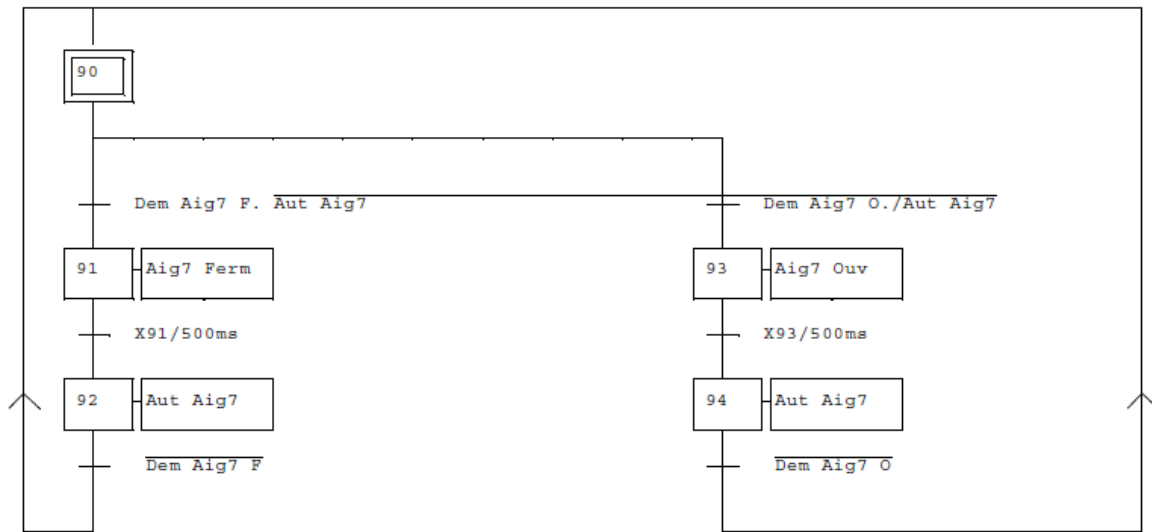 90
Dem Aig7 F. Aut Aig7
Dem Aig7 O./Aut Aig7
91
Aig7 Ferm
93
Aig7 Ouv
X91/500ms
X93/500ms
92
Aut Aig7
94
Aut Aig7
Dem Aig7 F
Dem Aig7 O